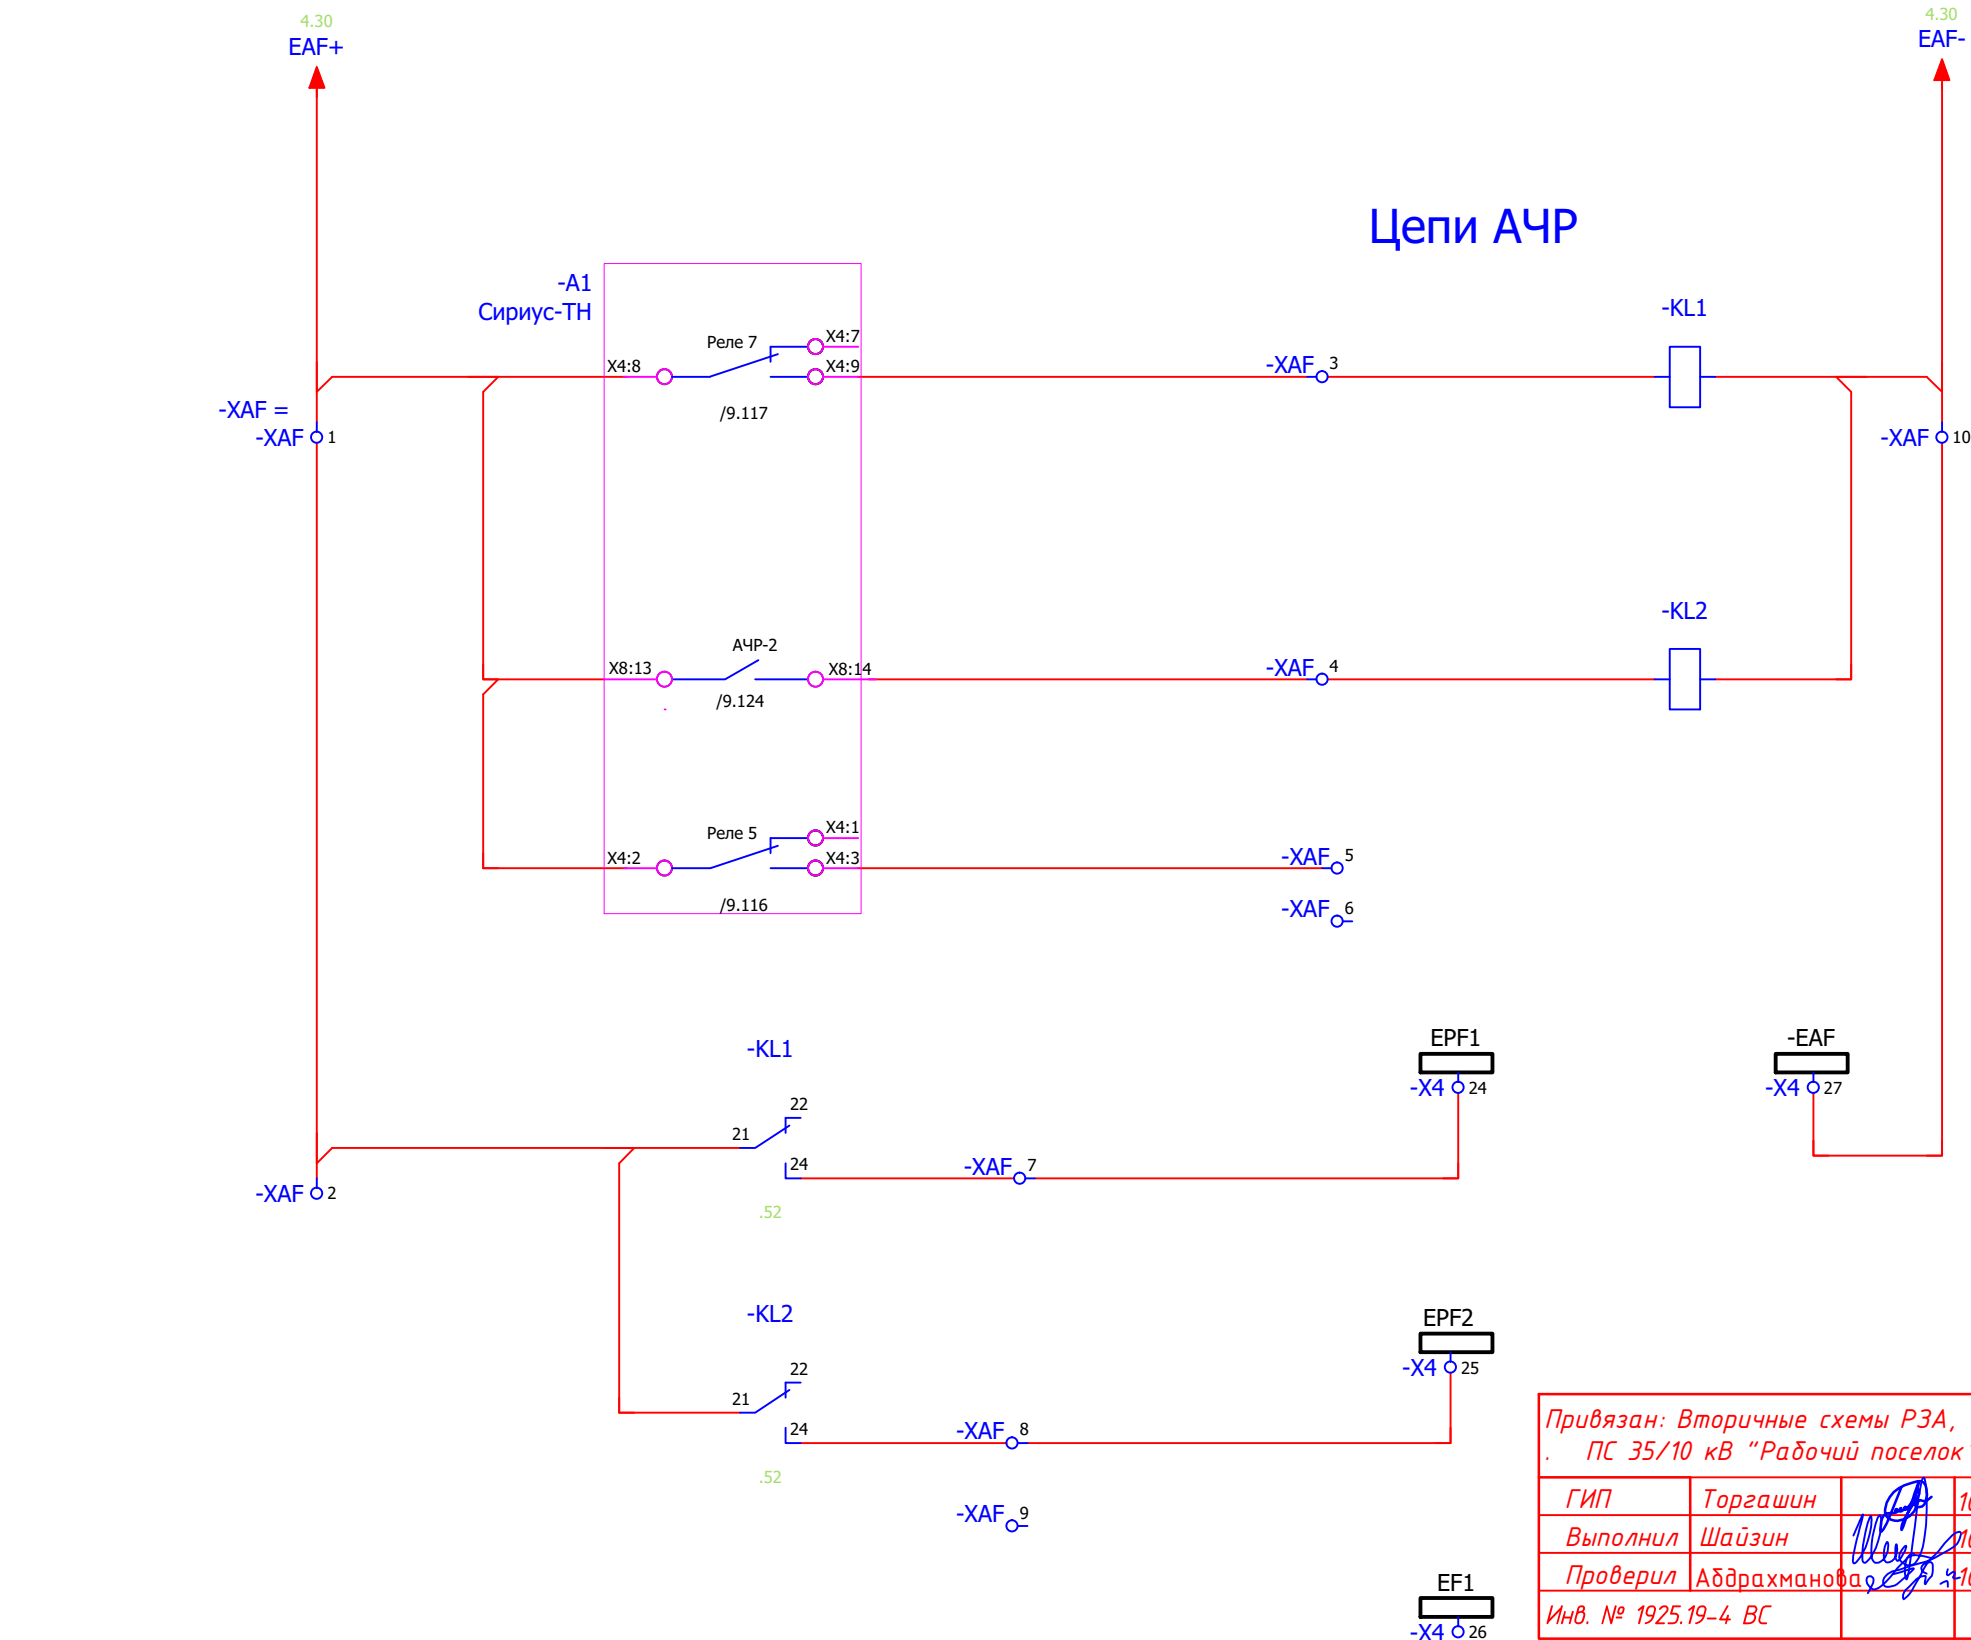 4.30
EAF+
4.30
EAF-
Цепи АЧР
-A1
Сириус-ТН
Реле 7
X4:7
X4:8
X4:9
/9.117
-XAF 3
-KL1
-XAF =
-XAF 1
-XAF 10
АЧР-2
X8:13
X8:14
/9.124
-XAF 4
-KL2
Реле 5
X4:1
X4:2
X4:3
/9.116
-XAF 5
-XAF 6
-KL1
22
21
24
.52
-XAF 7
EPF1
-X4 24
-EAF
-X4 27
-XAF 2
-KL2
22
21
24
.52
-XAF 8
EPF2
-X4 25
-XAF 9
EF1
-X4 26
Привязан: Вторичные схемы РЗА,
. ПС 35/10 кВ "Рабочий поселок
ГИП Торгашин
Выполнил Шайзин
Проверил Абдрахманова
Инв. № 1925.19-4 ВС